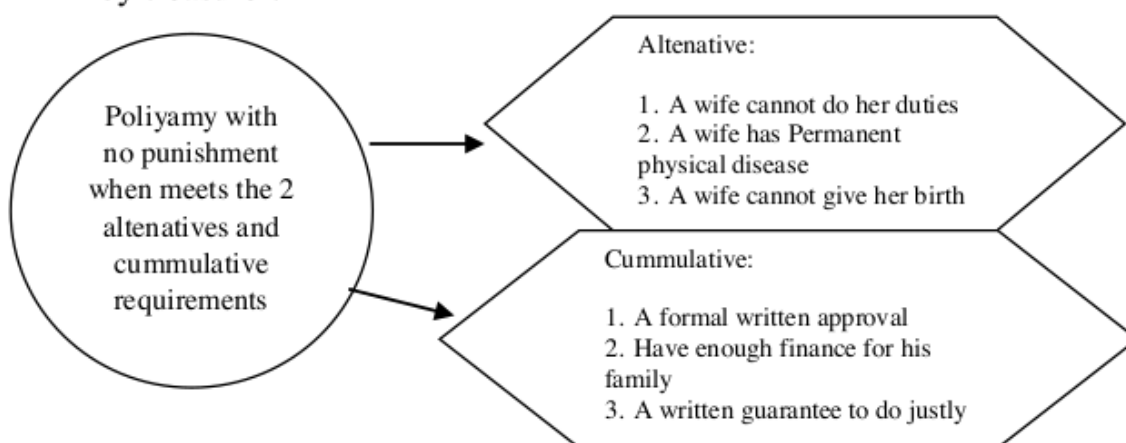 Poliyamy with
no punishment
when meets the 2
altenatives and
cummulative
requirements
Altenative:
1. A wife cannot do her duties
2. A wife has Permanent
physical disease
3. A wife cannot give her birth
Cummulative:
1. A formal written approval
2. Have enough finance for his
family
3. A written guarantee to do justly